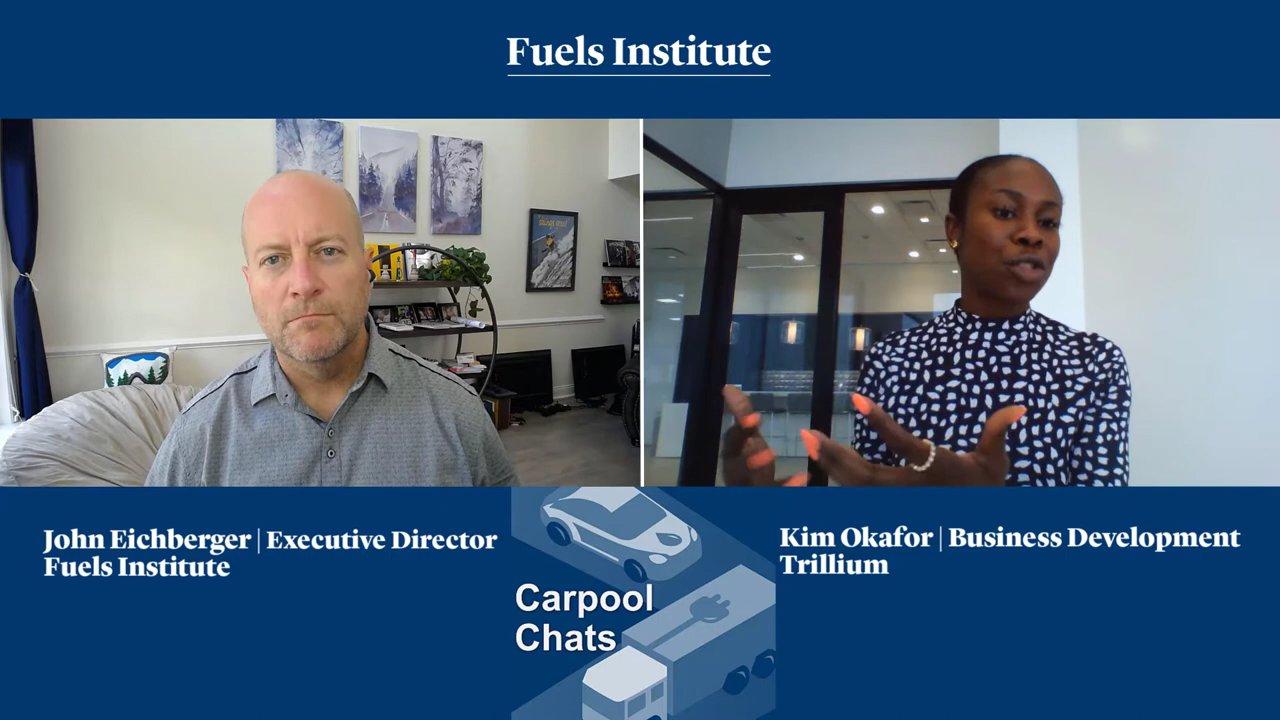 Fuels Institute
John Eichberger | Executive Director
Fuels Institute
Kim Okafor | Business Development
Trillium
Carpool
Chats